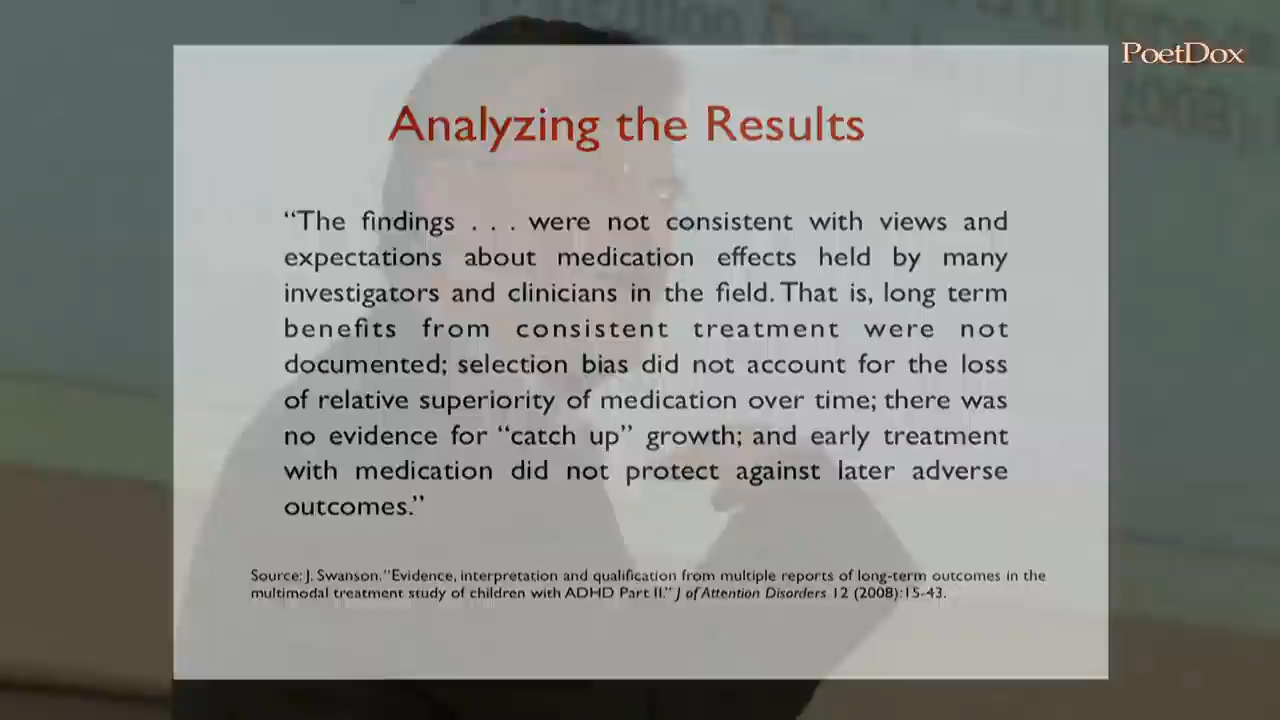 PoetDox
Analyzing the Results
“The findings . . . were not consistent with views and
expectations about medication effects held by many
investigators and clinicians in the field. That is, long term
benefits from consistent treatment were not
documented; selection bias did not account for the loss
of relative superiority of medication over time; there was
no evidence for “catch up” growth; and early treatment
with medication did not protect against later adverse
outcomes.”
Source: J. Swanson. “Evidence, interpretation and qualification from multiple reports of long-term outcomes in the
multimodal treatment study of children with ADHD Part II.” J of Attention Disorders 12 (2008):15-43.